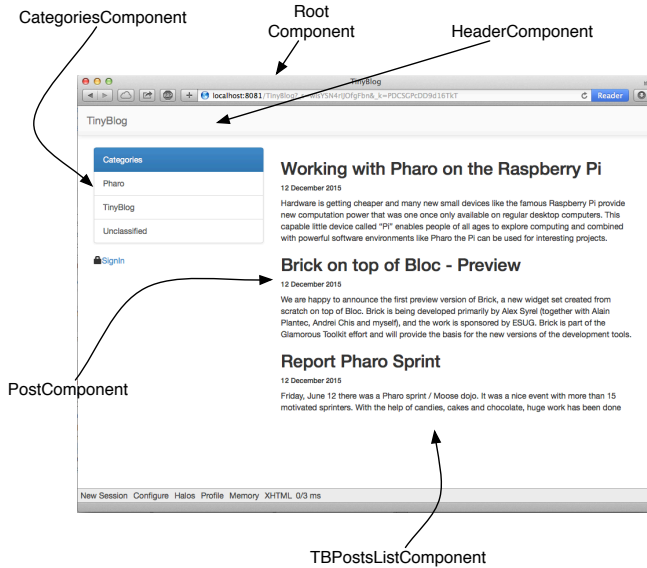 CategoriesComponent
Root
Component
HeaderComponent
TinyBlog
localhost:8081/TinyBlog?
Reader
TinyBlog
Categories
Pharo
TinyBlog
Unclassified
SignIn
Working with Pharo on the Raspberry Pi
12 December 2015
Hardware is getting cheaper and many new small devices like the famous Raspberry Pi provide
new computation power that was one once only available on regular desktop computers. This
capable little device called "Pi" enables people of all ages to explore computing and combined
with powerful software environments like Pharo the Pi can be used for interesting projects.
Brick on top of Bloc - Preview
12 December 2015
We are happy to announce the first preview version of Brick, a new widget set created from
scratch on top of Bloc. Brick is being developed primarily by Alex Syrel (together with Alain
Plantec, Andrei Chis and myself), and the work is sponsored by ESUG. Brick is part of the
Glamorous Toolkit effort and will provide the basis for the new versions of the development tools.
Report Pharo Sprint
12 December 2015
Friday, June 12 there was a Pharo sprint / Moose dojo. It was a nice event with more than 15
motivated sprinters. With the help of candies, cakes and chocolate, huge work has been done
PostComponent
New Session Configure Halos Profile Memory XHTML 0/3 ms
TBPostsListComponent